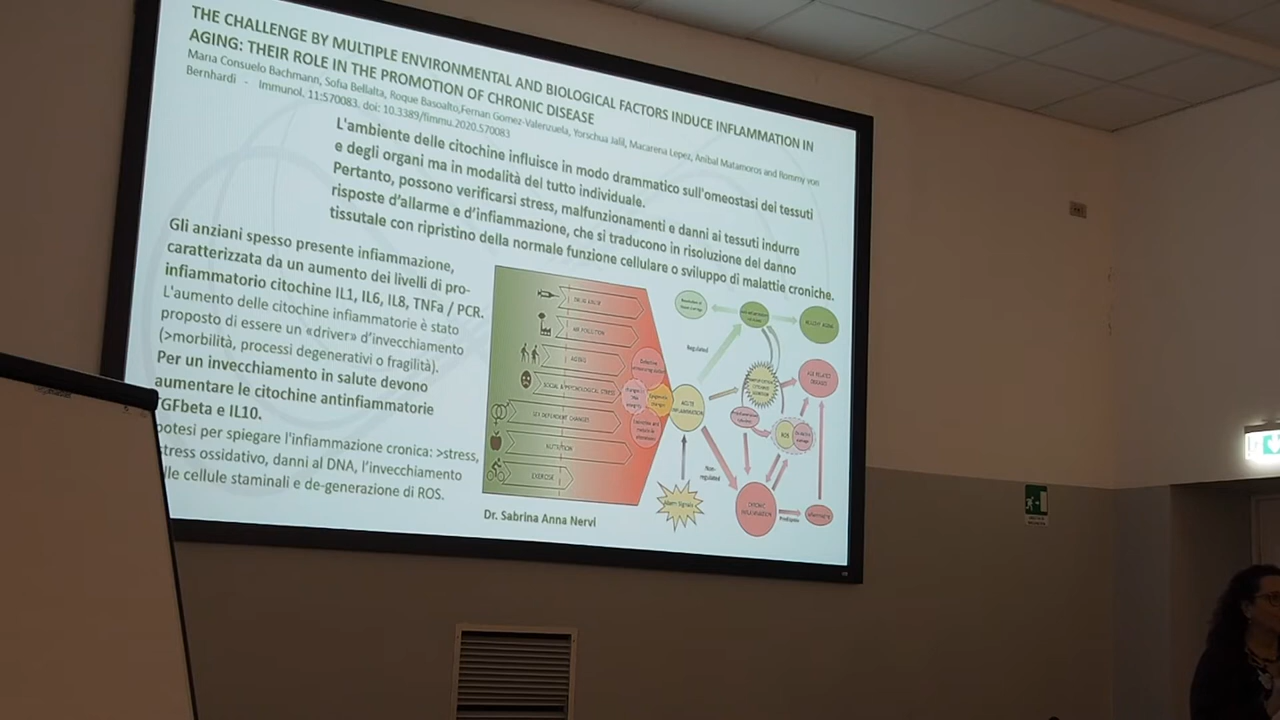 THE CHALLENGE BY MULTIPLE ENVIRONMENTAL AND BIOLOGICAL FACTORS INDUCE INFLAMMATION IN
AGING: THEIR ROLE IN THE PROMOTION OF CHRONIC DISEASE
Maria Consuelo Bachmann, Sofia Bellalta, Roque Basoalto,Fernan Gomez-Valenzuela, Yorschua Jalil, Macarena Lepez, Anibal Matamoros and Rommy von
Bernhardi - Immunol. 11:570083. doi: 10.3389/fimmu.2020.570083
L'ambiente delle citochine influisce in modo drammatico sull'omeostasi dei tessuti
e degli organi ma in modalità del tutto individuale.
Pertanto, possono verificarsi stress, malfunzionamenti e danni ai tessuti indurre
risposte d'allarme e d'infiammazione, che si traducono in risoluzione del danno
tissutale con ripristino della normale funzione cellulare o sviluppo di malattie croniche.
Gli anziani spesso presente infiammazione,
caratterizzata da un aumento dei livelli di pro-
infiammatorio citochine IL1, IL6, IL8, TNFa / PCR.
L'aumento delle citochine infiammatorie è stato
proposto di essere un «driver» d'invecchiamento
(>morbilità, processi degenerativi o fragilità).
Per un invecchiamento in salute devono
aumentare le citochine antinfiammatorie
GFbeta e IL10.
potesi per spiegare l'infiammazione cronica: >stress,
stress ossidativo, danni al DNA, l'invecchiamento
lle cellule staminali e de-generazione di ROS.
DRUG ABUSE
AIR POLLUTION
AGING
SOCIAL & PSYCHOLOGICAL STRESS
SEX DEPENDENT CHANGES
NUTRITION
EXERCISE
ACUTE
INFLAMMATION
Regulated
Non-
regulated
Alarm Signals
HEALTHY AGING
AGE RELATED
DISEASES
ROS
CHRONIC
INFLAMMATION
Predispose
Inflammaging
Dr. Sabrina Anna Nervi